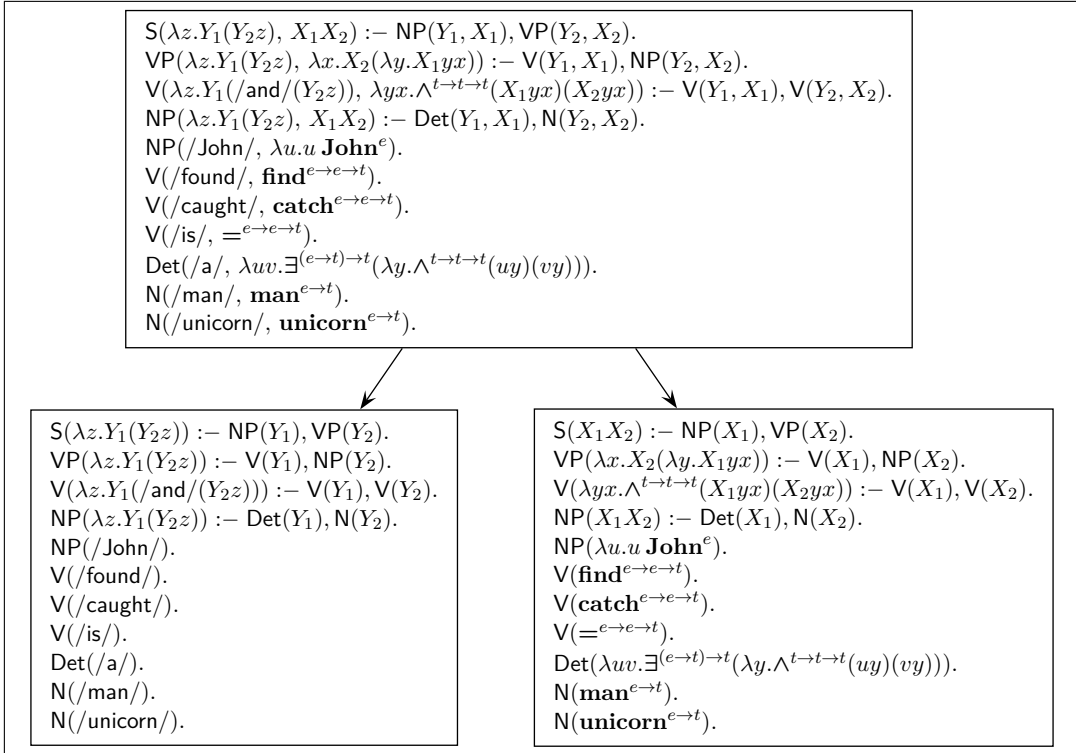 S(λz.Y₁(Y₂z), X₁X₂) :– NP(Y₁, X₁), VP(Y₂, X₂).
VP(λz.Y₁(Y₂z), λx.X₂(λy.X₁yx)) :– V(Y₁, X₁), NP(Y₂, X₂).
V(λz.Y₁(/and/(Y₂z)), λyx.∧^{t→t→t}(X₁yx)(X₂yx)) :– V(Y₁, X₁), V(Y₂, X₂).
NP(λz.Y₁(Y₂z), X₁X₂) :– Det(Y₁, X₁), N(Y₂, X₂).
NP(/John/, λu.u John^e).
V(/found/, find^{e→e→t}).
V(/caught/, catch^{e→e→t}).
V(/is/, =^{e→e→t}).
Det(/a/, λuv.∃^{(e→t)→t}(λy.∧^{t→t→t}(uy)(vy))).
N(/man/, man^{e→t}).
N(/unicorn/, unicorn^{e→t}).
S(λz.Y₁(Y₂z)) :– NP(Y₁), VP(Y₂).
VP(λz.Y₁(Y₂z)) :– V(Y₁), NP(Y₂).
V(λz.Y₁(/and/(Y₂z))) :– V(Y₁), V(Y₂).
NP(λz.Y₁(Y₂z)) :– Det(Y₁), N(Y₂).
NP(/John/).
V(/found/).
V(/caught/).
V(/is/).
Det(/a/).
N(/man/).
N(/unicorn/).
S(X₁X₂) :– NP(X₁), VP(X₂).
VP(λx.X₂(λy.X₁yx)) :– V(X₁), NP(X₂).
V(λyx.∧^{t→t→t}(X₁yx)(X₂yx)) :– V(X₁), V(X₂).
NP(X₁X₂) :– Det(X₁), N(X₂).
NP(λu.u John^e).
V(find^{e→e→t}).
V(catch^{e→e→t}).
V(=^{e→e→t}).
Det(λuv.∃^{(e→t)→t}(λy.∧^{t→t→t}(uy)(vy))).
N(man^{e→t}).
N(unicorn^{e→t}).